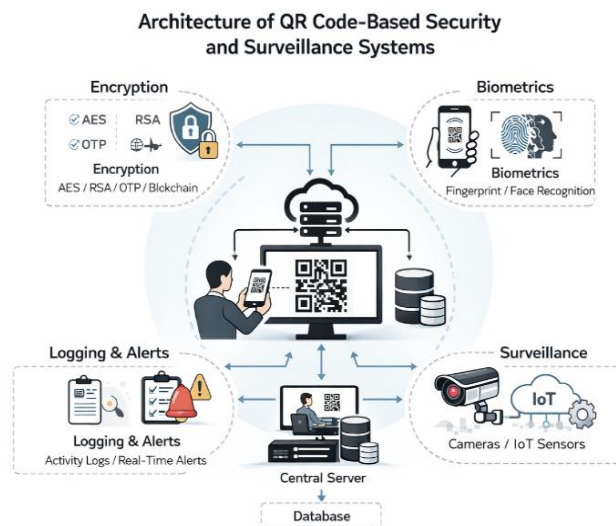 Architecture of QR Code-Based Security
and Surveillance Systems
Encryption
AES RSA
OTP
Encryption
AES / RSA / OTP / Blckchain
Biometrics
Biometrics
Fingerprint / Face Recognition
Logging & Alerts
Logging & Alerts
Activity Logs / Real-Time Alerts
Surveillance
IoT
Cameras / IoT Sensors
Central Server
Database